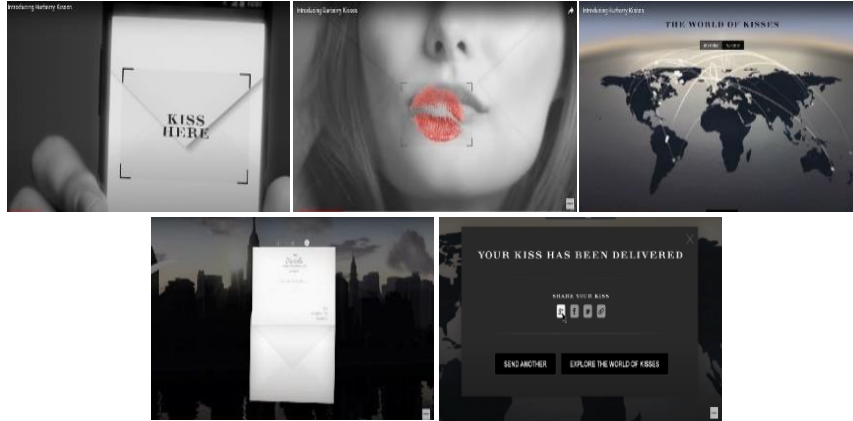 Introducing Burberry Kisses
KISS
HERE
Introducing Burberry Kisses
Introducing Burberry Kisses
THE WORLD OF KISSES
YOUR KISS HAS BEEN DELIVERED
SHARE YOUR KISS
SEND ANOTHER
EXPLORE THE WORLD OF KISSES